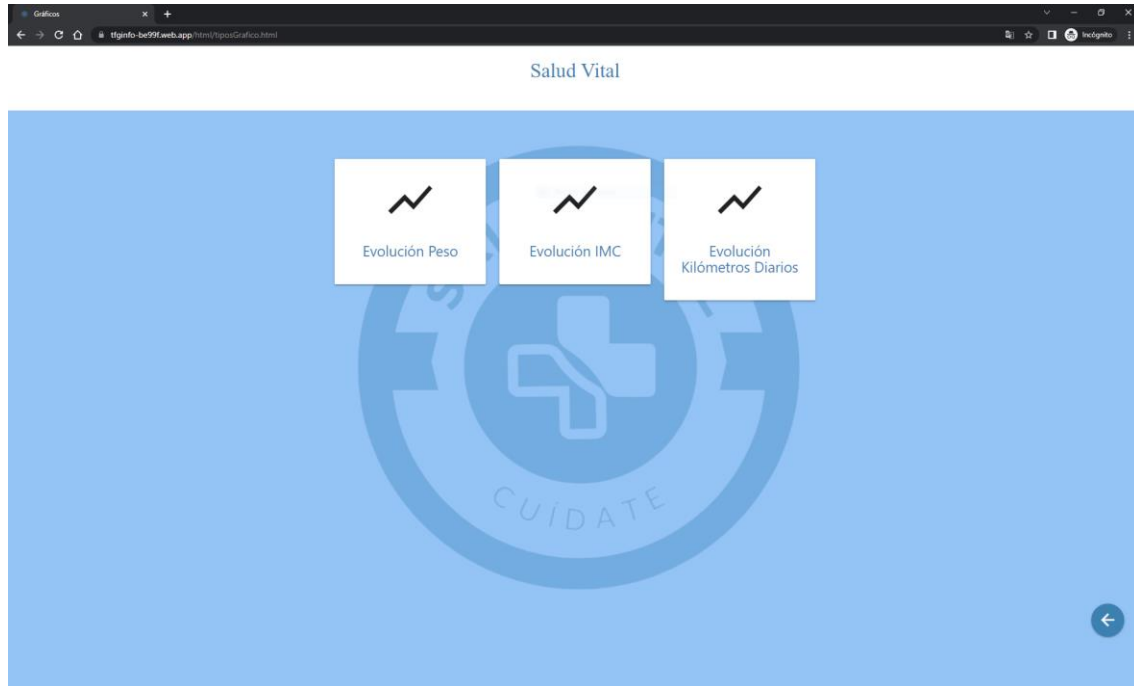 Gráficos
tfginfo-be99f.web.app/html/tiposGrafico.html
Incógnito
Salud Vital
Evolución Peso
Evolución IMC
Evolución
Kilómetros Diarios
CUÍDATE